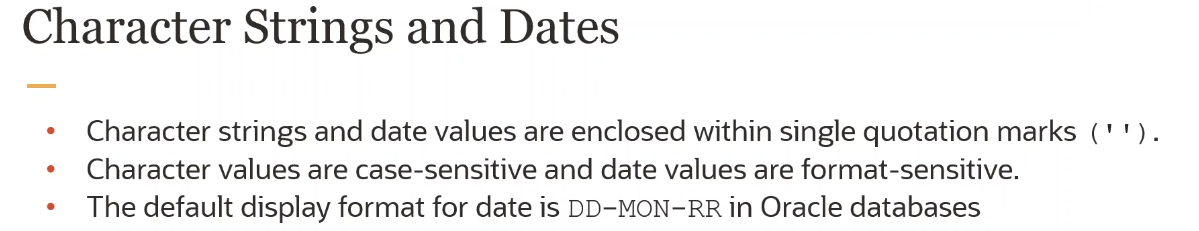 Character Strings and Dates
• Character strings and date values are enclosed within single quotation marks ('').
• Character values are case-sensitive and date values are format-sensitive.
• The default display format for date is DD-MON-RR in Oracle databases